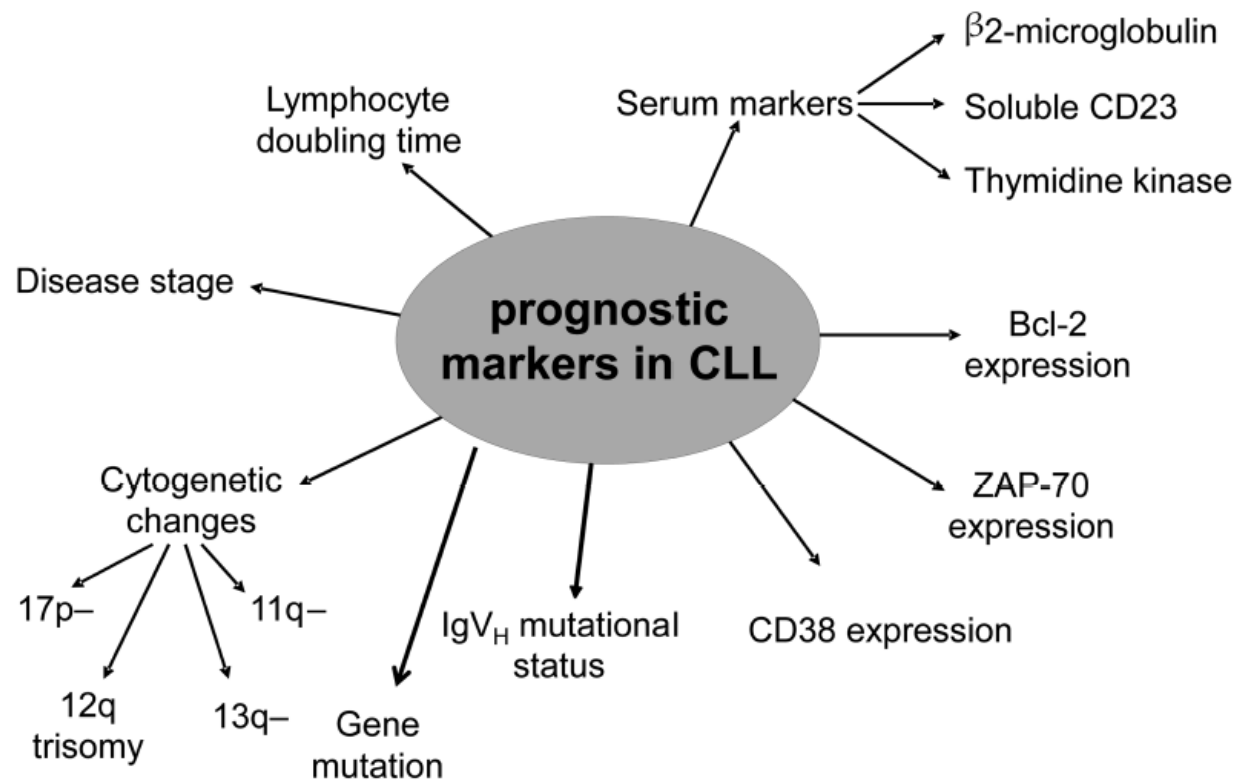 β2-microglobulin
Serum markers
Soluble CD23
Thymidine kinase
Lymphocyte
doubling time
Disease stage
prognostic
markers in CLL
Bcl-2
expression
ZAP-70
expression
Cytogenetic
changes
17p–
11q–
12q
trisomy
13q–
Gene
mutation
IgV_H mutational
status
CD38 expression